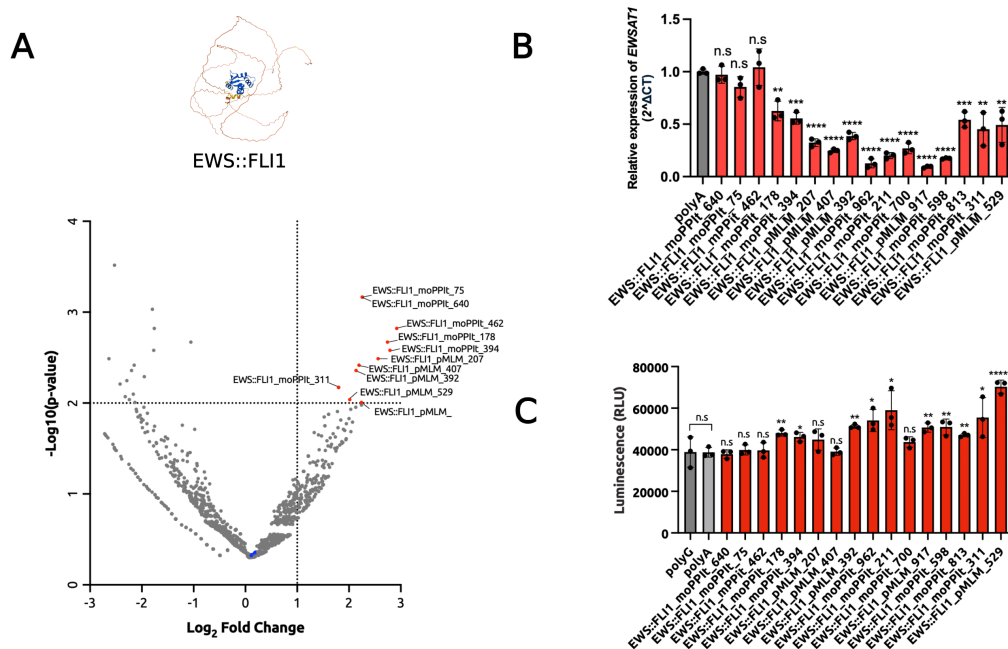 A
EWS::FLI1
-Log10(p-value)
4
3
2
1
0
EWS::FLI1_moPPIt_75
EWS::FLI1_moPPIt_640
EWS::FLI1_moPPIt_462
EWS::FLI1_moPPIt_178
EWS::FLI1_moPPIt_394
EWS::FLI1_pMLM_207
EWS::FLI1_pMLM_407
EWS::FLI1_moPPIt_311
EWS::FLI1_pMLM_392
EWS::FLI1_pMLM_529
EWS::FLI1_pMLM_
-3 -2 -1 0 1 2 3
Log2 Fold Change
B
Relative expression of EWSAT1
(2^ΔCT)
1.5
1.0
0.5
0.0
n.s n.s n.s ** *** **** **** **** **** **** **** **** **** *** ** **
polyA
EWS::FLI1_moPPIt_640
EWS::FLI1_moPPIt_75
EWS::FLI1_mPPit_462
EWS::FLI1_moPPIt_178
EWS::FLI1_moPPIt_394
EWS::FLI1_pMLM_207
EWS::FLI1_pMLM_407
EWS::FLI1_pMLM_392
EWS::FLI1_moPPIt_962
EWS::FLI1_moPPIt_211
EWS::FLI1_moPPIt_700
EWS::FLI1_pMLM_917
EWS::FLI1_moPPIt_598
EWS::FLI1_moPPIt_813
EWS::FLI1_moPPIt_311
EWS::FLI1_pMLM_529
C
Luminescence (RLU)
80000
60000
40000
20000
0
n.s n.s n.s n.s ** * n.s n.s ** * * n.s ** ** ** * ****
polyG
polyA
EWS::FLI1_moPPIt_640
EWS::FLI1_moPPIt_75
EWS::FLI1_mPPit_462
EWS::FLI1_moPPIt_178
EWS::FLI1_moPPIt_394
EWS::FLI1_pMLM_207
EWS::FLI1_pMLM_407
EWS::FLI1_pMLM_392
EWS::FLI1_moPPIt_962
EWS::FLI1_moPPIt_211
EWS::FLI1_moPPIt_700
EWS::FLI1_pMLM_917
EWS::FLI1_moPPIt_598
EWS::FLI1_moPPIt_813
EWS::FLI1_moPPIt_311
EWS::FLI1_pMLM_529